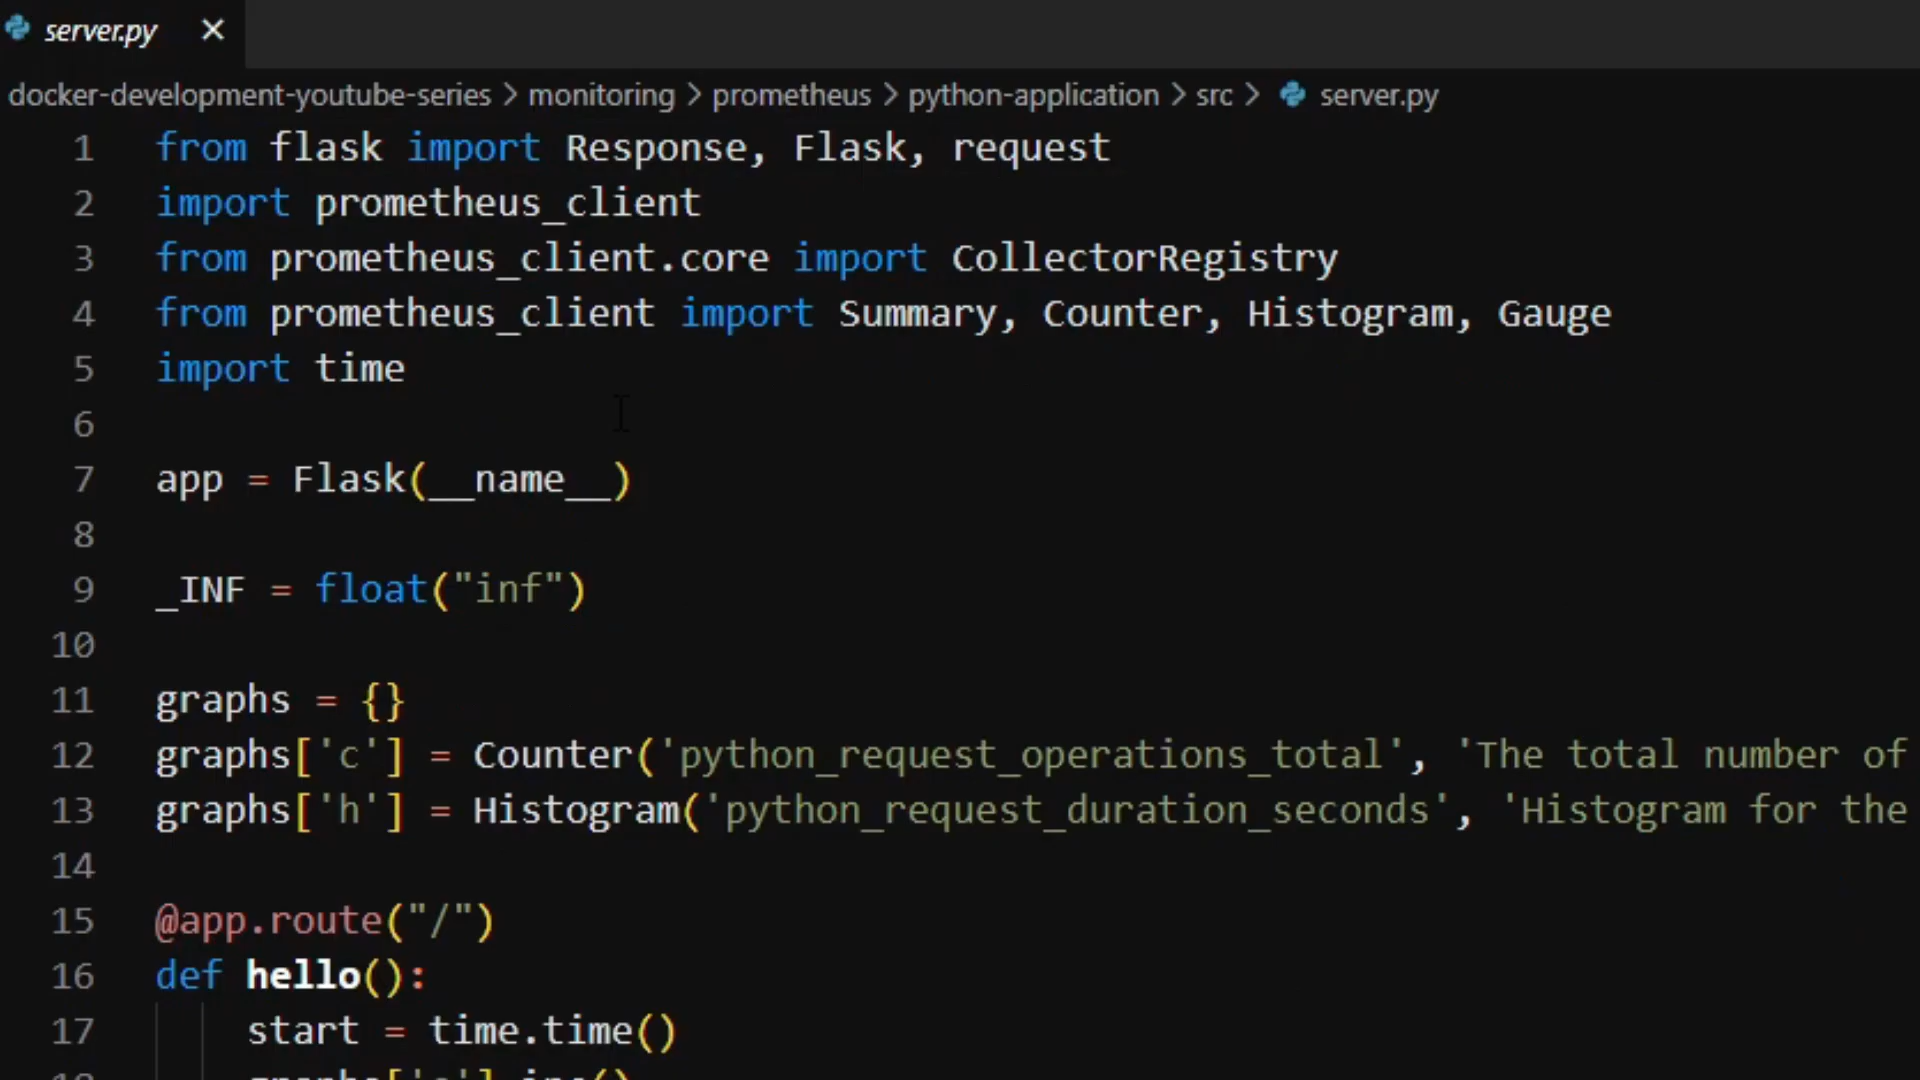 server.py
docker-development-youtube-series > monitoring > prometheus > python-application > src > server.py
1 from flask import Response, Flask, request
2 import prometheus_client
3 from prometheus_client.core import CollectorRegistry
4 from prometheus_client import Summary, Counter, Histogram, Gauge
5 import time
6
7 app = Flask(__name__)
8
9 _INF = float("inf")
10
11 graphs = {}
12 graphs['c'] = Counter('python_request_operations_total', 'The total number of
13 graphs['h'] = Histogram('python_request_duration_seconds', 'Histogram for the
14
15 @app.route("/")
16 def hello():
17 start = time.time()